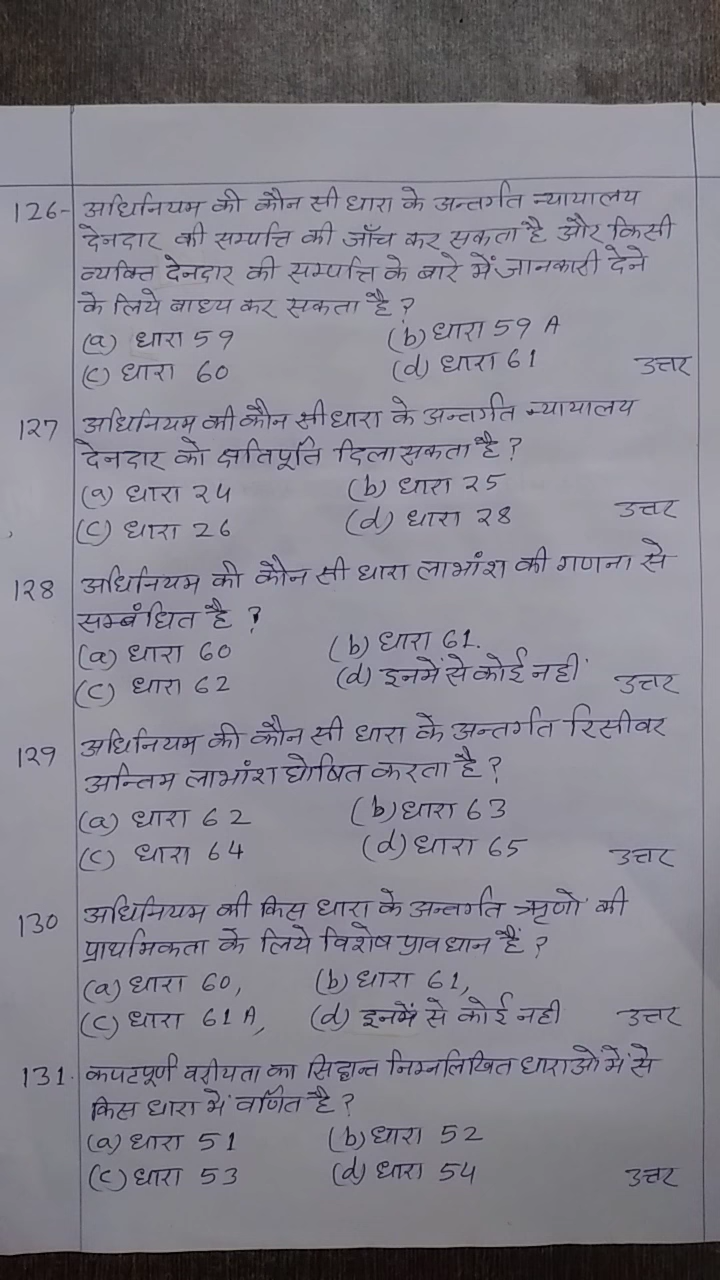 126- अधिनियम की कौन सी धारा के अन्तर्गत न्यायालय
देनदार की सम्पत्ति की जाँच कर सकता है और किसी
व्यक्ति देनदार की सम्पत्ति के बारे में जानकारी देने
के लिये बाध्य कर सकता है ?
(a) धारा 59 (b) धारा 59 A
(c) धारा 60 (d) धारा 61 उत्तर
127 अधिनियम की कौन सी धारा के अन्तर्गत न्यायालय
देनदार को क्षतिपूर्ति दिला सकता है ?
(a) धारा 24 (b) धारा 25
(c) धारा 26 (d) धारा 28 उत्तर
128 अधिनियम की कौन सी धारा लाभांश की गणना से
सम्बंधित है ?
(a) धारा 60 (b) धारा 61.
(c) धारा 62 (d) इनमें से कोई नहीं उत्तर
129 अधिनियम की कौन सी धारा के अन्तर्गत रिसीवर
अन्तिम लाभांश घोषित करता है ?
(a) धारा 62 (b) धारा 63
(c) धारा 64 (d) धारा 65 उत्तर
130 अधिनियम की किस धारा के अन्तर्गत ऋणों की
प्राथमिकता के लिये विशेष प्रावधान हैं ?
(a) धारा 60, (b) धारा 61,
(c) धारा 61A, (d) इनमें से कोई नही उत्तर
131. कपटपूर्ण वरीयता का सिद्धान्त निम्नलिखित धाराओ में से
किस धारा में वर्णित है ?
(a) धारा 51 (b) धारा 52
(c) धारा 53 (d) धारा 54 उत्तर